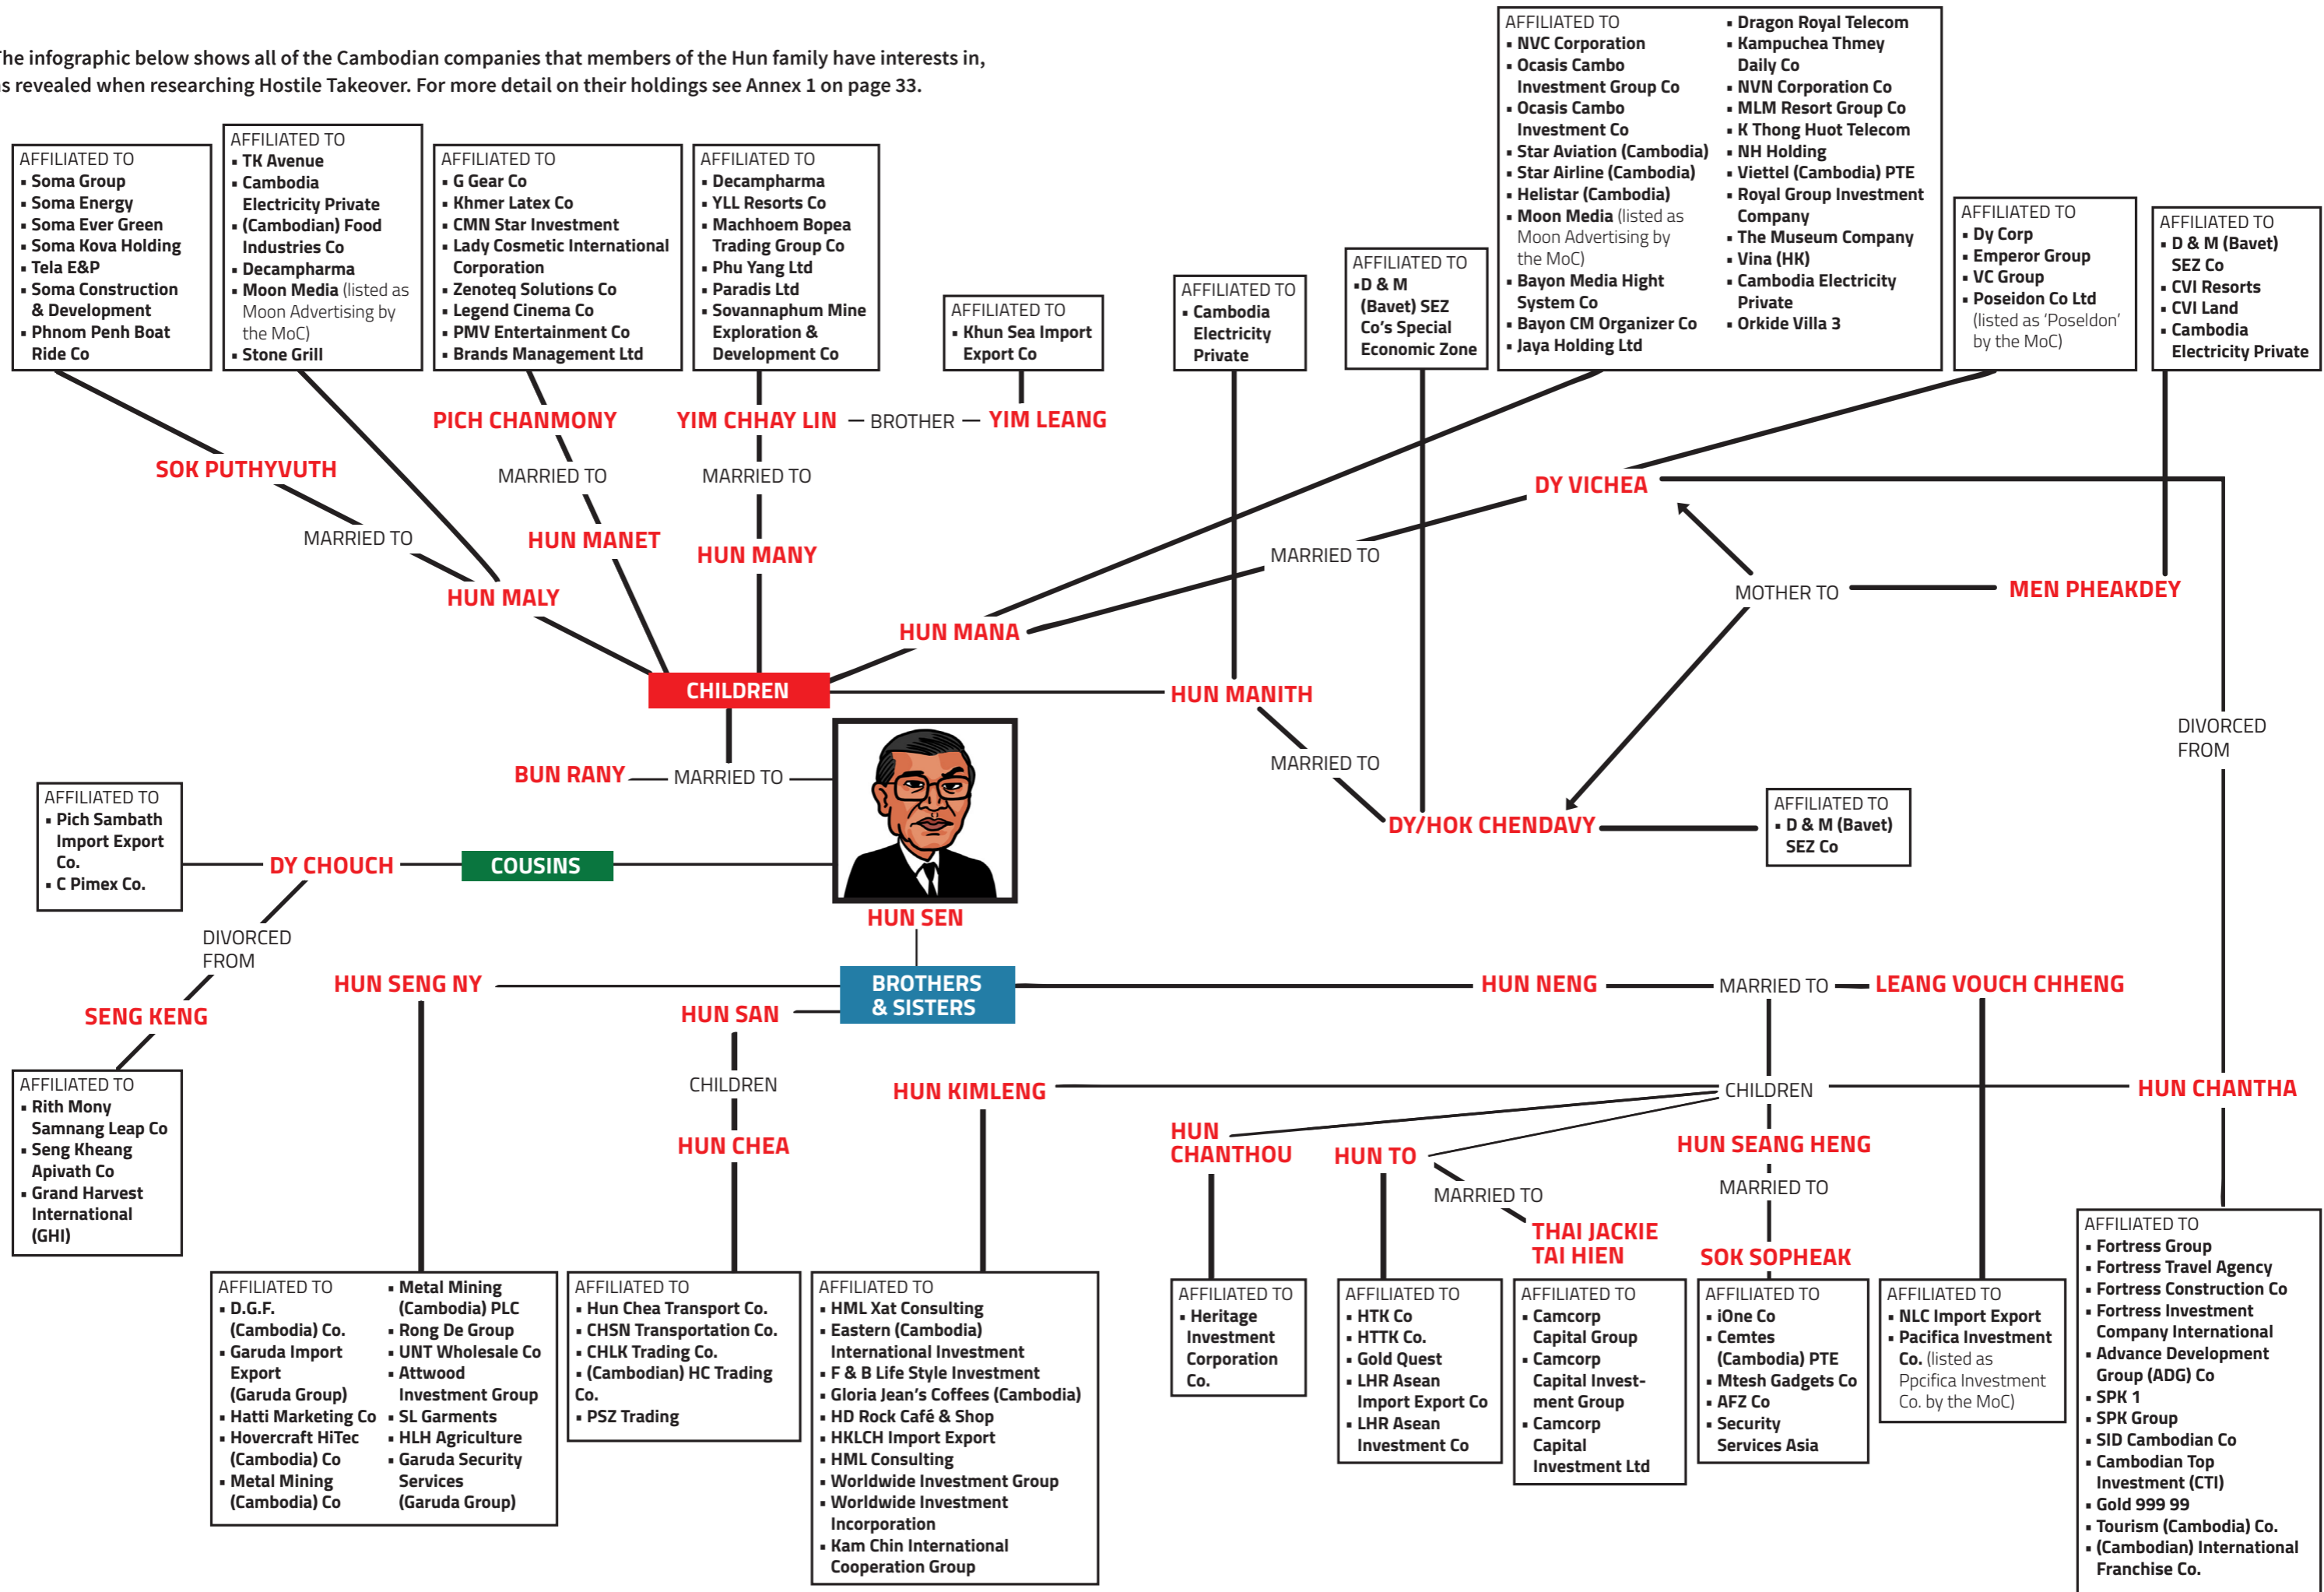 The infographic below shows all of the Cambodian companies that members of the Hun family have interests in,
as revealed when researching Hostile Takeover. For more detail on their holdings see Annex 1 on page 33.
AFFILIATED TO
▪ Soma Group
▪ Soma Energy
▪ Soma Ever Green
▪ Soma Kova Holding
▪ Tela E&P
▪ Soma Construction
& Development
▪ Phnom Penh Boat
Ride Co
AFFILIATED TO
▪ TK Avenue
▪ Cambodia
Electricity Private
▪ (Cambodian) Food
Industries Co
▪ Decampharma
▪ Moon Media (listed as
Moon Advertising by
the MoC)
▪ Stone Grill
AFFILIATED TO
▪ G Gear Co
▪ Khmer Latex Co
▪ CMN Star Investment
▪ Lady Cosmetic International
Corporation
▪ Zenoteq Solutions Co
▪ Legend Cinema Co
▪ PMV Entertainment Co
▪ Brands Management Ltd
AFFILIATED TO
▪ Decampharma
▪ YLL Resorts Co
▪ Machhoem Bopea
Trading Group Co
▪ Phu Yang Ltd
▪ Paradis Ltd
▪ Sovannaphum Mine
Exploration &
Development Co
AFFILIATED TO
▪ Khun Sea Import
Export Co
AFFILIATED TO
▪ Cambodia
Electricity
Private
AFFILIATED TO
▪D & M
(Bavet) SEZ
Co's Special
Economic Zone
AFFILIATED TO
▪ NVC Corporation
▪ Ocasis Cambo
Investment Group Co
▪ Ocasis Cambo
Investment Co
▪ Star Aviation (Cambodia)
▪ Star Airline (Cambodia)
▪ Helistar (Cambodia)
▪ Moon Media (listed as
Moon Advertising by
the MoC)
▪ Bayon Media Hight
System Co
▪ Bayon CM Organizer Co
▪ Jaya Holding Ltd
▪ Dragon Royal Telecom
▪ Kampuchea Thmey
Daily Co
▪ NVN Corporation Co
▪ MLM Resort Group Co
▪ K Thong Huot Telecom
▪ NH Holding
▪ Viettel (Cambodia) PTE
▪ Royal Group Investment
Company
▪ The Museum Company
▪ Vina (HK)
▪ Cambodia Electricity
Private
▪ Orkide Villa 3
AFFILIATED TO
▪ Dy Corp
▪ Emperor Group
▪ VC Group
▪ Poseidon Co Ltd
(listed as 'Poseldon'
by the MoC)
AFFILIATED TO
▪ D & M (Bavet)
SEZ Co
▪ CVI Resorts
▪ CVI Land
▪ Cambodia
Electricity Private
PICH CHANMONY
YIM CHHAY LIN
BROTHER
YIM LEANG
SOK PUTHYVUTH
MARRIED TO
MARRIED TO
DY VICHEA
MARRIED TO
HUN MANET
HUN MANY
MARRIED TO
HUN MALY
MOTHER TO
MEN PHEAKDEY
HUN MANA
CHILDREN
HUN MANITH
DIVORCED
FROM
BUN RANY
MARRIED TO
MARRIED TO
AFFILIATED TO
▪ Pich Sambath
Import Export
Co.
▪ C Pimex Co.
DY/HOK CHENDAVY
AFFILIATED TO
▪ D & M (Bavet)
SEZ Co
DY CHOUCH
COUSINS
HUN SEN
DIVORCED
FROM
HUN SENG NY
BROTHERS
& SISTERS
HUN NENG
MARRIED TO
LEANG VOUCH CHHENG
SENG KENG
HUN SAN
CHILDREN
HUN KIMLENG
CHILDREN
HUN CHANTHA
AFFILIATED TO
▪ Rith Mony
Samnang Leap Co
▪ Seng Kheang
Apivath Co
▪ Grand Harvest
International
(GHI)
HUN CHEA
HUN
CHANTHOU
HUN TO
HUN SEANG HENG
MARRIED TO
MARRIED TO
THAI JACKIE
TAI HIEN
SOK SOPHEAK
AFFILIATED TO
▪ D.G.F.
(Cambodia) Co.
▪ Garuda Import
Export
(Garuda Group)
▪ Hatti Marketing Co
▪ Hovercraft HiTec
(Cambodia) Co
▪ Metal Mining
(Cambodia) Co
▪ Metal Mining
(Cambodia) PLC
▪ Rong De Group
▪ UNT Wholesale Co
▪ Attwood
Investment Group
▪ SL Garments
▪ HLH Agriculture
▪ Garuda Security
Services
(Garuda Group)
AFFILIATED TO
▪ Hun Chea Transport Co.
▪ CHSN Transportation Co.
▪ CHLK Trading Co.
▪ (Cambodian) HC Trading
Co.
▪ PSZ Trading
AFFILIATED TO
▪ HML Xat Consulting
▪ Eastern (Cambodia)
International Investment
▪ F & B Life Style Investment
▪ Gloria Jean's Coffees (Cambodia)
▪ HD Rock Café & Shop
▪ HKLCH Import Export
▪ HML Consulting
▪ Worldwide Investment Group
▪ Worldwide Investment
Incorporation
▪ Kam Chin International
Cooperation Group
AFFILIATED TO
▪ Heritage
Investment
Corporation
Co.
AFFILIATED TO
▪ HTK Co
▪ HTTK Co.
▪ Gold Quest
▪ LHR Asean
Import Export Co
▪ LHR Asean
Investment Co
AFFILIATED TO
▪ Camcorp
Capital Group
▪ Camcorp
Capital Invest-
ment Group
▪ Camcorp
Capital
Investment Ltd
AFFILIATED TO
▪ iOne Co
▪ Cemtes
(Cambodia) PTE
▪ Mtesh Gadgets Co
▪ AFZ Co
▪ Security
Services Asia
AFFILIATED TO
▪ NLC Import Export
▪ Pacifica Investment
Co. (listed as
Ppcifica Investment
Co. by the MoC)
AFFILIATED TO
▪ Fortress Group
▪ Fortress Travel Agency
▪ Fortress Construction Co
▪ Fortress Investment
Company International
▪ Advance Development
Group (ADG) Co
▪ SPK 1
▪ SPK Group
▪ SID Cambodian Co
▪ Cambodian Top
Investment (CTI)
▪ Gold 999 99
▪ Tourism (Cambodia) Co.
▪ (Cambodian) International
Franchise Co.